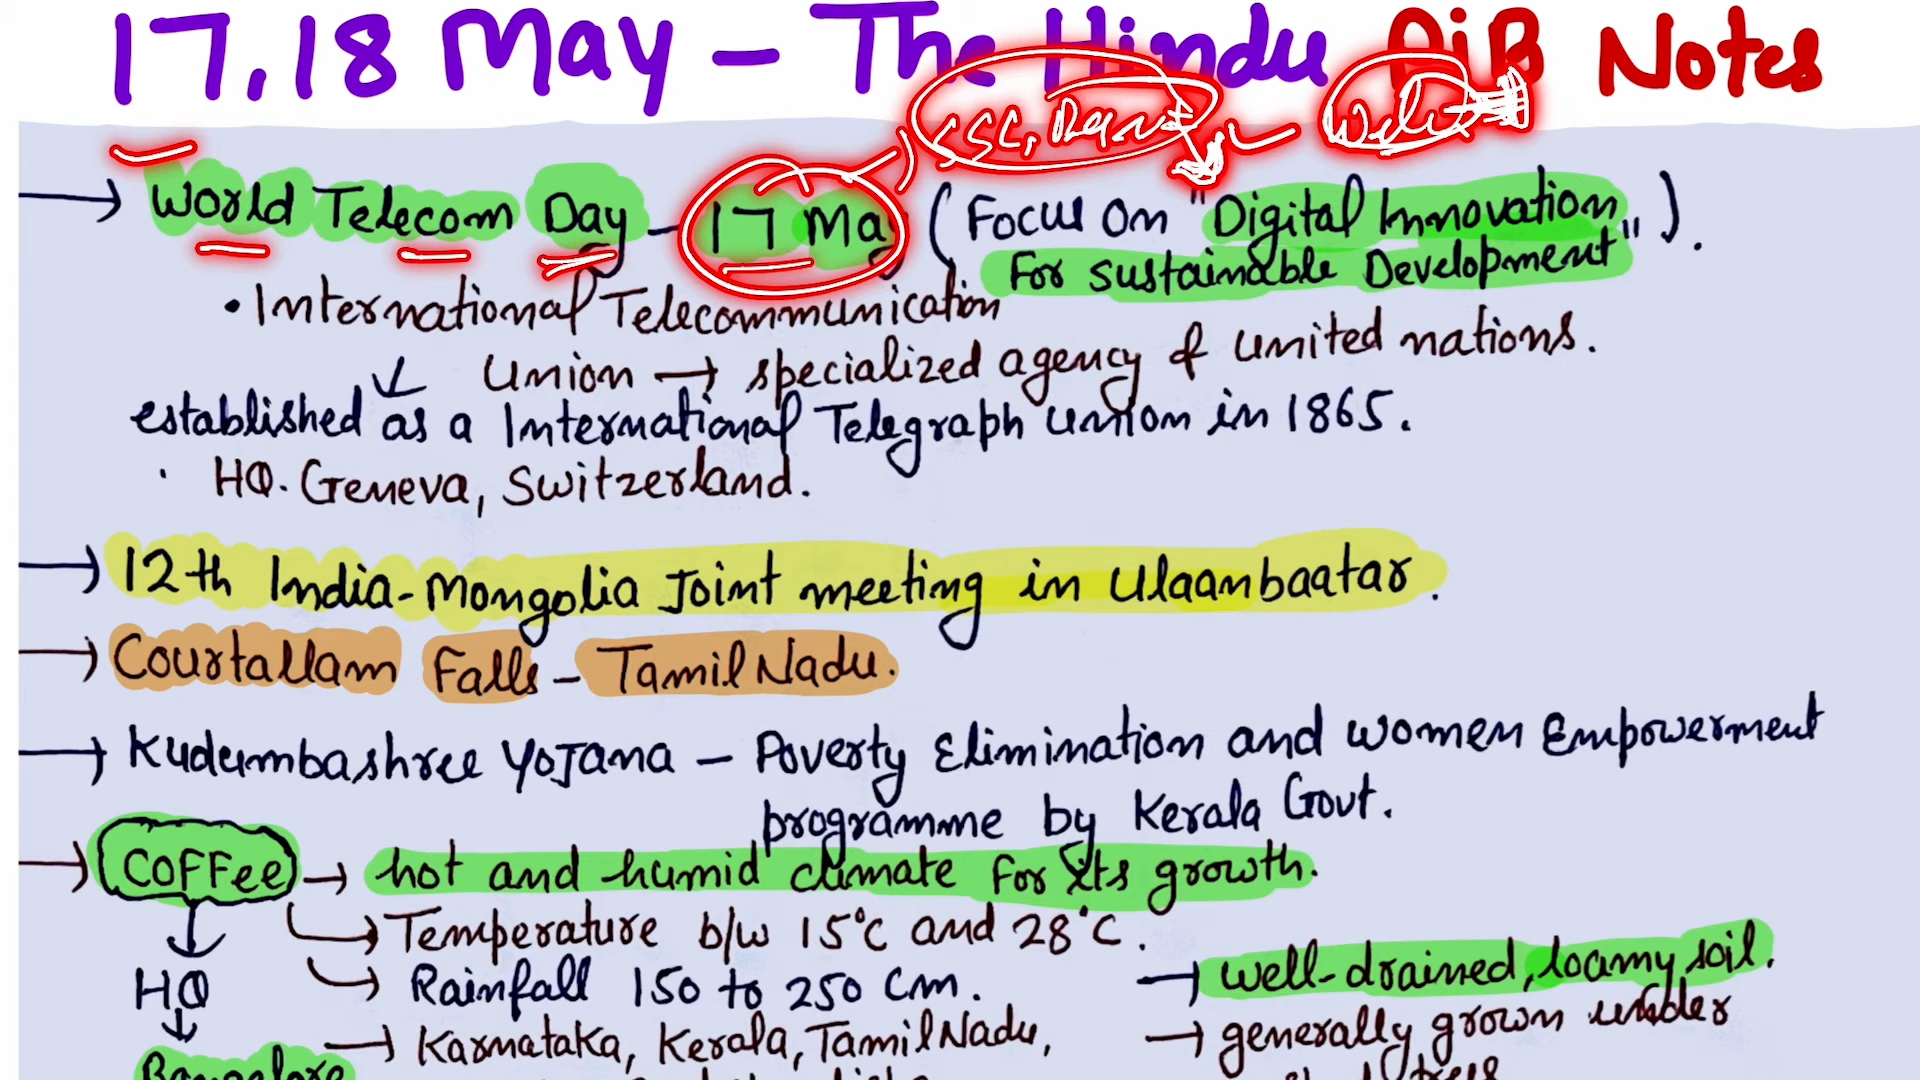 17,18 May - The Hindu PIB Notes
SSC,
→ World Telecom Day - 17 May (Focus on "Digital Innovation
For sustainable Development").
• International Telecommunication
Union → specialized agency of united nations.
established as a International Telegraph Union in 1865.
· HQ. Geneva, Switzerland.
→ 12th India-Mongolia Joint meeting in Ulaanbaatar.
→ Courtallam Falls - Tamil Nadu.
→ Kudumbashree Yojana - Poverty Elimination and women Empowerment
programme by Kerala Govt.
→ Coffee → hot and humid climate for its growth.
→ Temperature b/w 15°C and 28°C.
HQ → Rainfall 150 to 250 cm. → well-drained, loamy soil.
→ Karnataka, Kerala, Tamil Nadu, → generally grown under
Bangalore